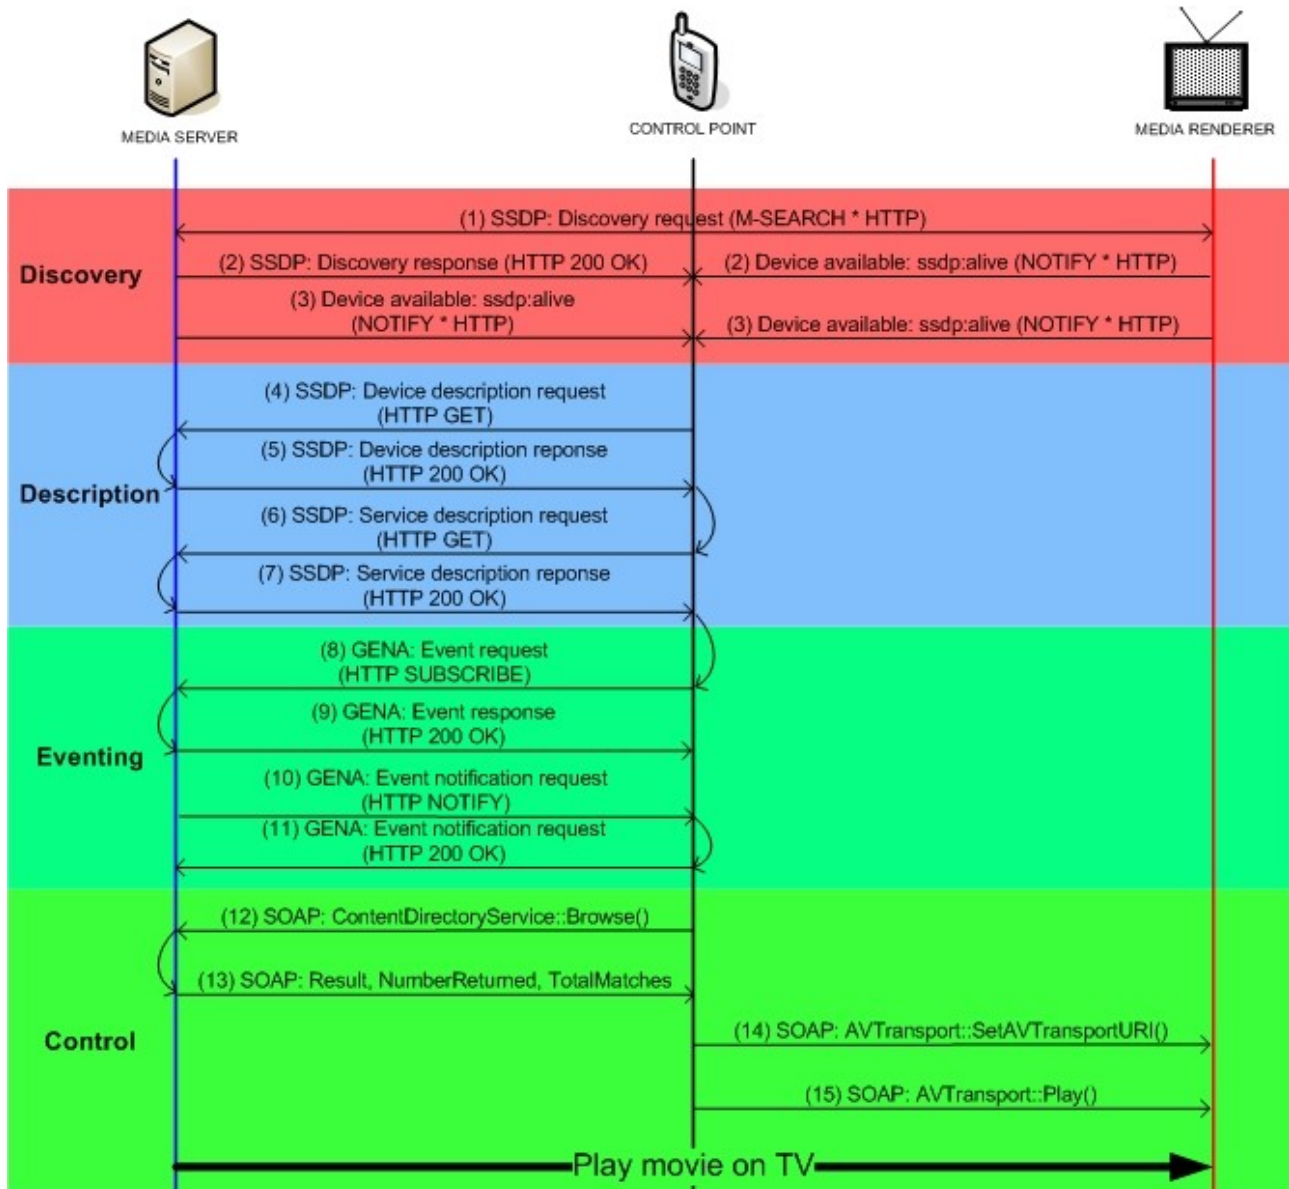 MEDIA SERVER
CONTROL POINT
MEDIA RENDERER
Discovery
(1) SSDP: Discovery request (M-SEARCH * HTTP)
(2) SSDP: Discovery response (HTTP 200 OK)
(2) Device available: ssdp:alive (NOTIFY * HTTP)
(3) Device available: ssdp:alive
(NOTIFY * HTTP)
(3) Device available: ssdp:alive (NOTIFY * HTTP)
Description
(4) SSDP: Device description request
(HTTP GET)
(5) SSDP: Device description reponse
(HTTP 200 OK)
(6) SSDP: Service description request
(HTTP GET)
(7) SSDP: Service description reponse
(HTTP 200 OK)
Eventing
(8) GENA: Event request
(HTTP SUBSCRIBE)
(9) GENA: Event response
(HTTP 200 OK)
(10) GENA: Event notification request
(HTTP NOTIFY)
(11) GENA: Event notification request
(HTTP 200 OK)
Control
(12) SOAP: ContentDirectoryService::Browse()
(13) SOAP: Result, NumberReturned, TotalMatches
(14) SOAP: AVTransport::SetAVTransportURI()
(15) SOAP: AVTransport::Play()
Play movie on TV